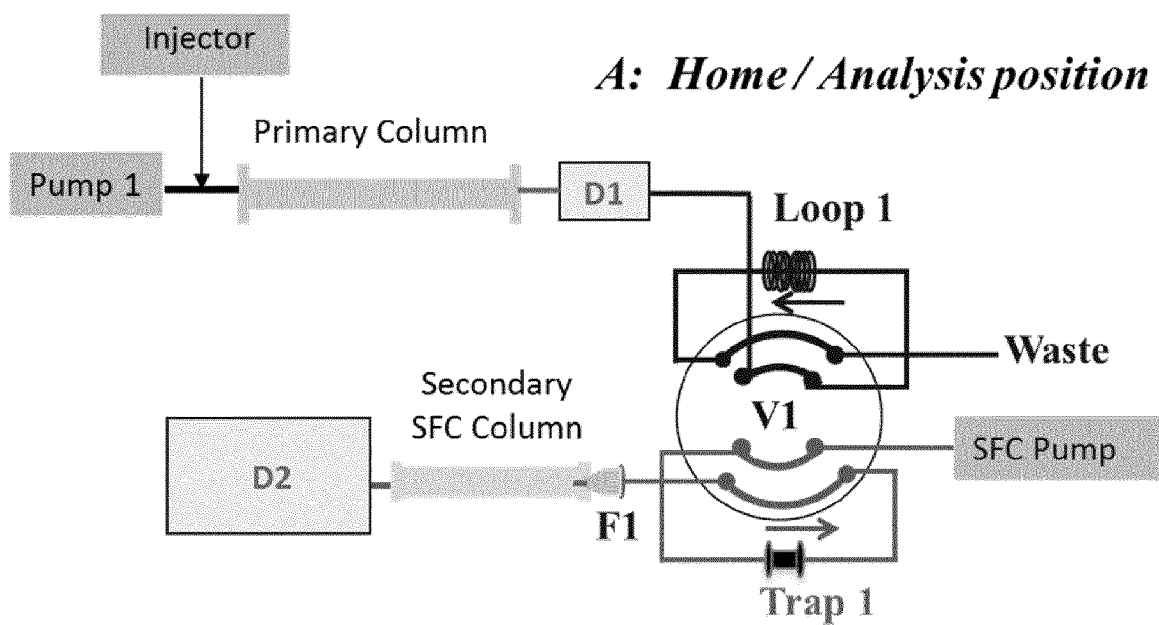 Injector
A: Home / Analysis position
Primary Column
Pump 1
D1
Loop 1
Waste
Secondary
SFC Column
V1
SFC Pump
D2
F1
Trap 1